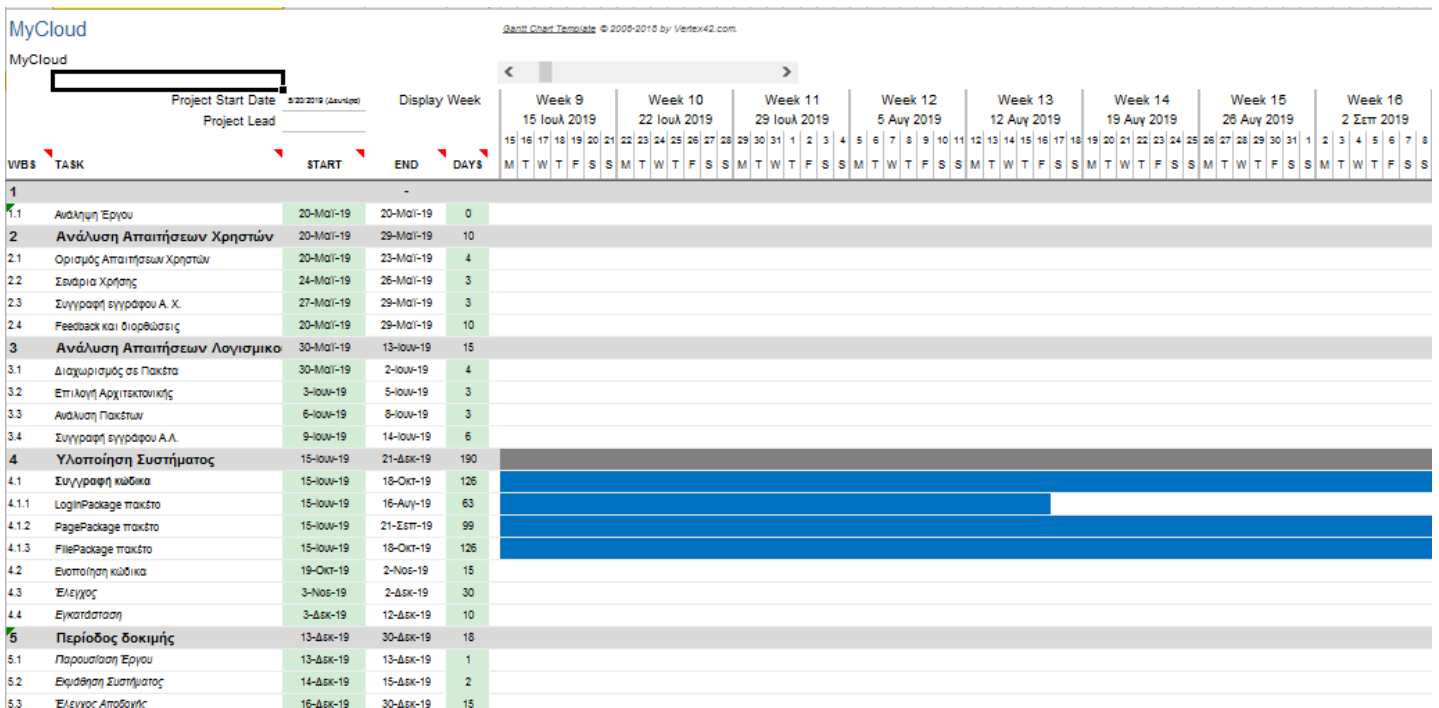 MyCloud
Gantt Chart Template © 2006-2015 by Vertex42.com.
MyCloud
Project Start Date 5/20/2019 (Δευτέρα) Display Week Week 9 Week 10 Week 11 Week 12 Week 13 Week 14 Week 15 Week 16
Project Lead 15 Ιουλ 2019 22 Ιουλ 2019 29 Ιουλ 2019 5 Αυγ 2019 12 Αυγ 2019 19 Αυγ 2019 26 Αυγ 2019 2 Σεπ 2019
15 16 17 18 19 20 21 22 23 24 25 26 27 28 29 30 31 1 2 3 4 5 6 7 8 9 10 11 12 13 14 15 16 17 18 19 20 21 22 23 24 25 26 27 28 29 30 31 1 2 3 4 5 6 7 8
WBS TASK START END DAYS M T W T F S S M T W T F S S M T W T F S S M T W T F S S M T W T F S S M T W T F S S M T W T F S S M T W T F S S
1 -
1.1 Ανάληψη Έργου 20-Μαϊ-19 20-Μαϊ-19 0
2 Ανάλυση Απαιτήσεων Χρηστών 20-Μαϊ-19 29-Μαϊ-19 10
2.1 Ορισμός Απαιτήσεων Χρηστών 20-Μαϊ-19 23-Μαϊ-19 4
2.2 Σενάρια Χρήσης 24-Μαϊ-19 26-Μαϊ-19 3
2.3 Συγγραφή εγγράφου Α. Χ. 27-Μαϊ-19 29-Μαϊ-19 3
2.4 Feedback και διορθώσεις 20-Μαϊ-19 29-Μαϊ-19 10
3 Ανάλυση Απαιτήσεων Λογισμικο 30-Μαϊ-19 13-Ιουν-19 15
3.1 Διαχωρισμός σε Πακέτα 30-Μαϊ-19 2-Ιουν-19 4
3.2 Επιλογή Αρχιτεκτονικής 3-Ιουν-19 5-Ιουν-19 3
3.3 Ανάλυση Πακέτων 6-Ιουν-19 8-Ιουν-19 3
3.4 Συγγραφή εγγράφου Α.Λ. 9-Ιουν-19 14-Ιουν-19 6
4 Υλοποίηση Συστήματος 15-Ιουν-19 21-Δεκ-19 190
4.1 Συγγραφή κώδικα 15-Ιουν-19 18-Οκτ-19 126
4.1.1 LoginPackage πακέτο 15-Ιουν-19 16-Αυγ-19 63
4.1.2 PagePackage πακέτο 15-Ιουν-19 21-Σεπ-19 99
4.1.3 FilePackage πακέτο 15-Ιουν-19 18-Οκτ-19 126
4.2 Ενοποίηση κώδικα 19-Οκτ-19 2-Νοε-19 15
4.3 Έλεγχος 3-Νοε-19 2-Δεκ-19 30
4.4 Εγκατάσταση 3-Δεκ-19 12-Δεκ-19 10
5 Περίοδος δοκιμής 13-Δεκ-19 30-Δεκ-19 18
5.1 Παρουσίαση Έργου 13-Δεκ-19 13-Δεκ-19 1
5.2 Εκμάθηση Συστήματος 14-Δεκ-19 15-Δεκ-19 2
5.3 Έλεγχος Αποδοχής 16-Δεκ-19 30-Δεκ-19 15